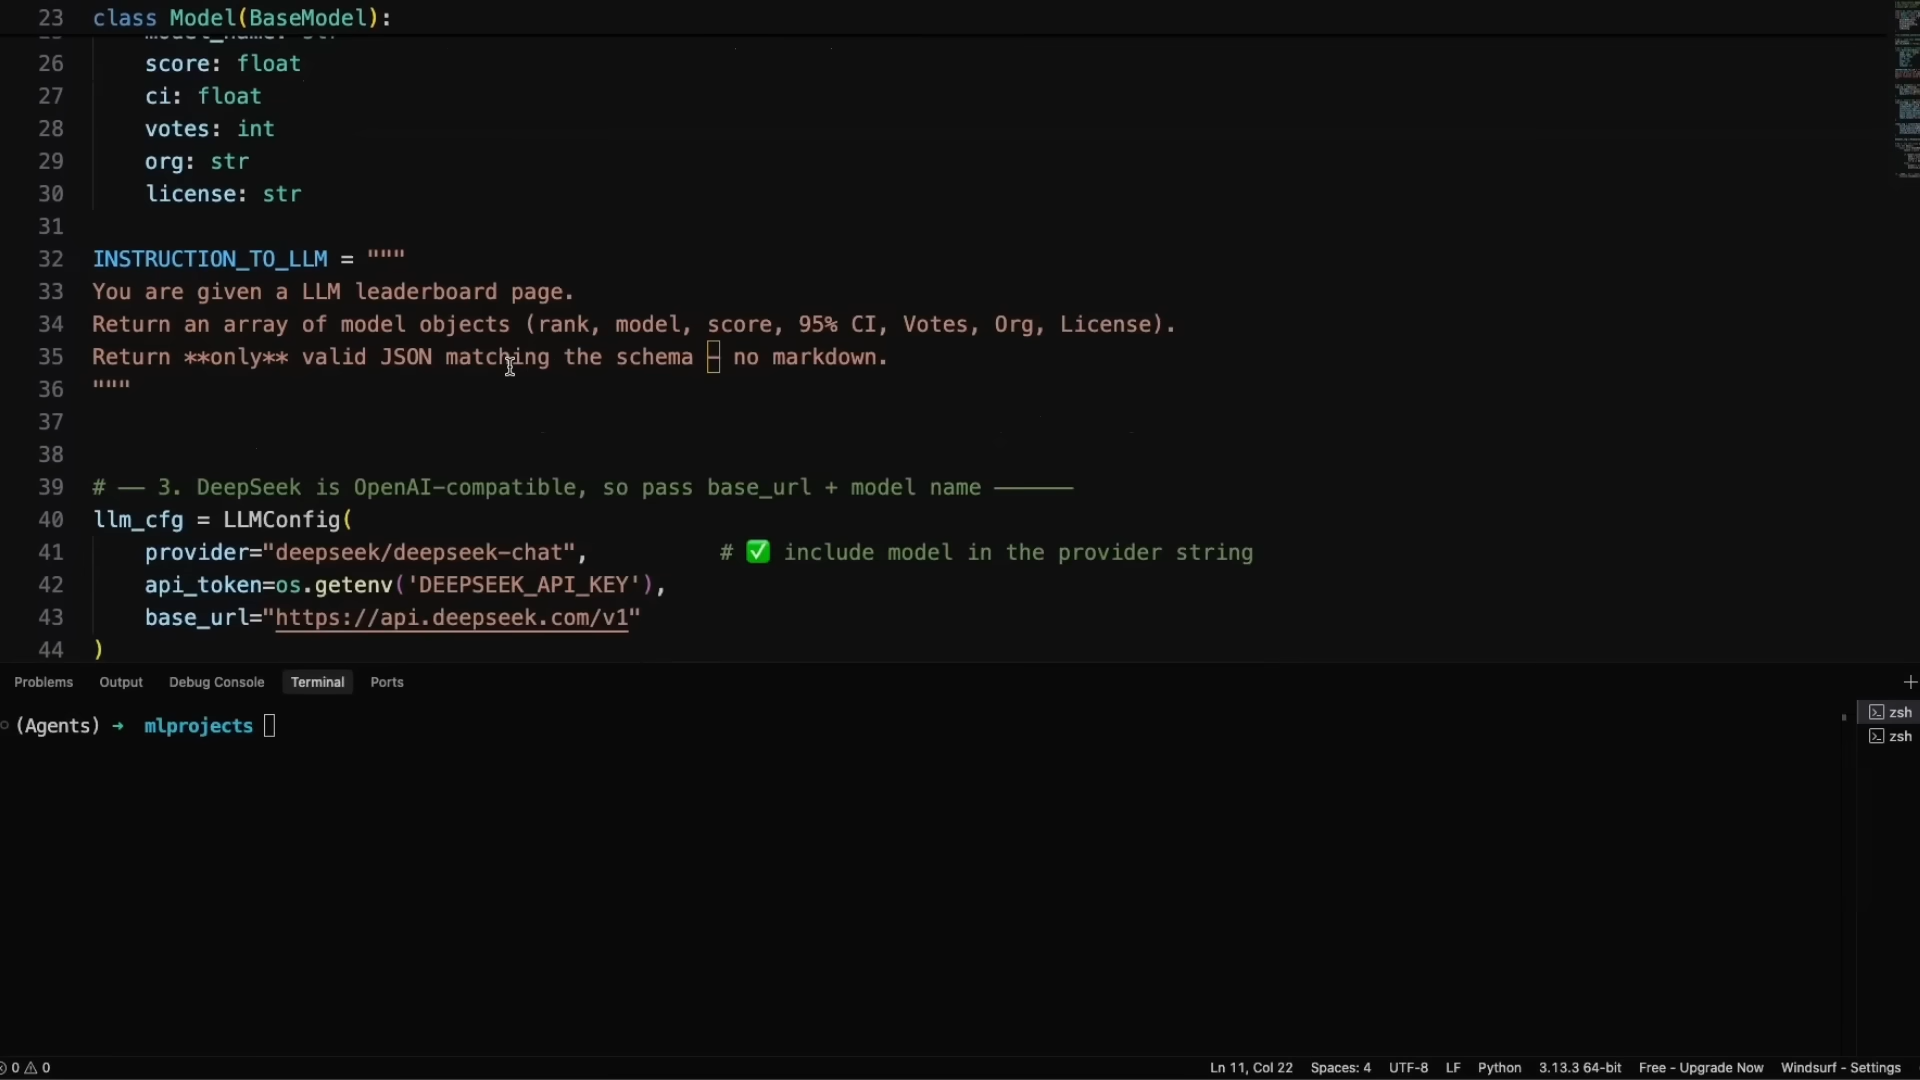 23 class Model(BaseModel):
26 score: float
27 ci: float
28 votes: int
29 org: str
30 license: str
31
32 INSTRUCTION_TO_LLM = """
33 You are given a LLM leaderboard page.
34 Return an array of model objects (rank, model, score, 95% CI, Votes, Org, License).
35 Return **only** valid JSON matching the schema – no markdown.
36 """
37
38
39 # —— 3. DeepSeek is OpenAI-compatible, so pass base_url + model name ———
40 llm_cfg = LLMConfig(
41 provider="deepseek/deepseek-chat", # ✅ include model in the provider string
42 api_token=os.getenv('DEEPSEEK_API_KEY'),
43 base_url="https://api.deepseek.com/v1"
44 )
Problems Output Debug Console Terminal Ports
(Agents) → mlprojects
zsh
zsh
0 0 Ln 11, Col 22 Spaces: 4 UTF-8 LF Python 3.13.3 64-bit Free - Upgrade Now Windsurf - Settings